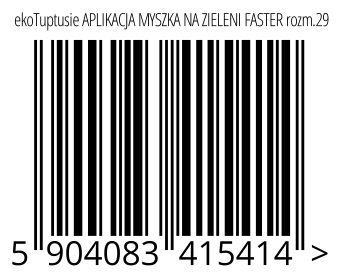 ekoTuptusie APLIKACJA MYSZKA NA ZIELENI FASTER rozm.29
5 904083 415414 >